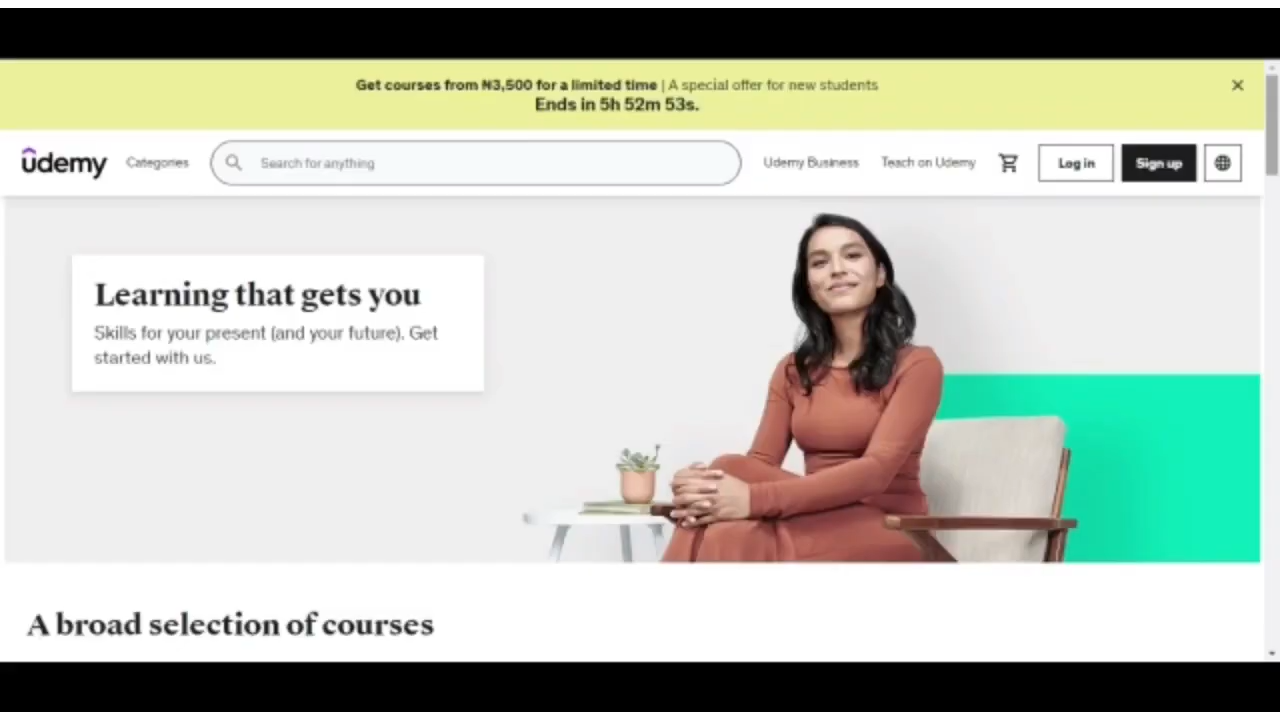 Get courses from ₦3,500 for a limited time | A special offer for new students
Ends in 5h 52m 53s.
udemy
Categories
Search for anything
Udemy Business
Teach on Udemy
Log in
Sign up
Learning that gets you
Skills for your present (and your future). Get
started with us.
A broad selection of courses